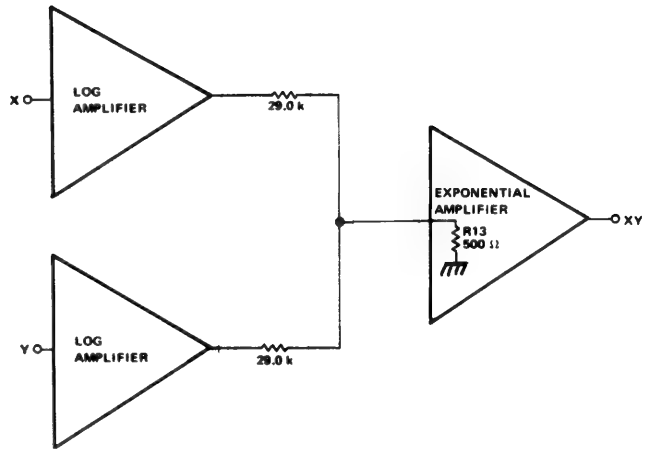 X
LOG
AMPLIFIER
29.0 k
EXPONENTIAL
AMPLIFIER
R13
500 Ω
XY
Y
LOG
AMPLIFIER
29.0 k